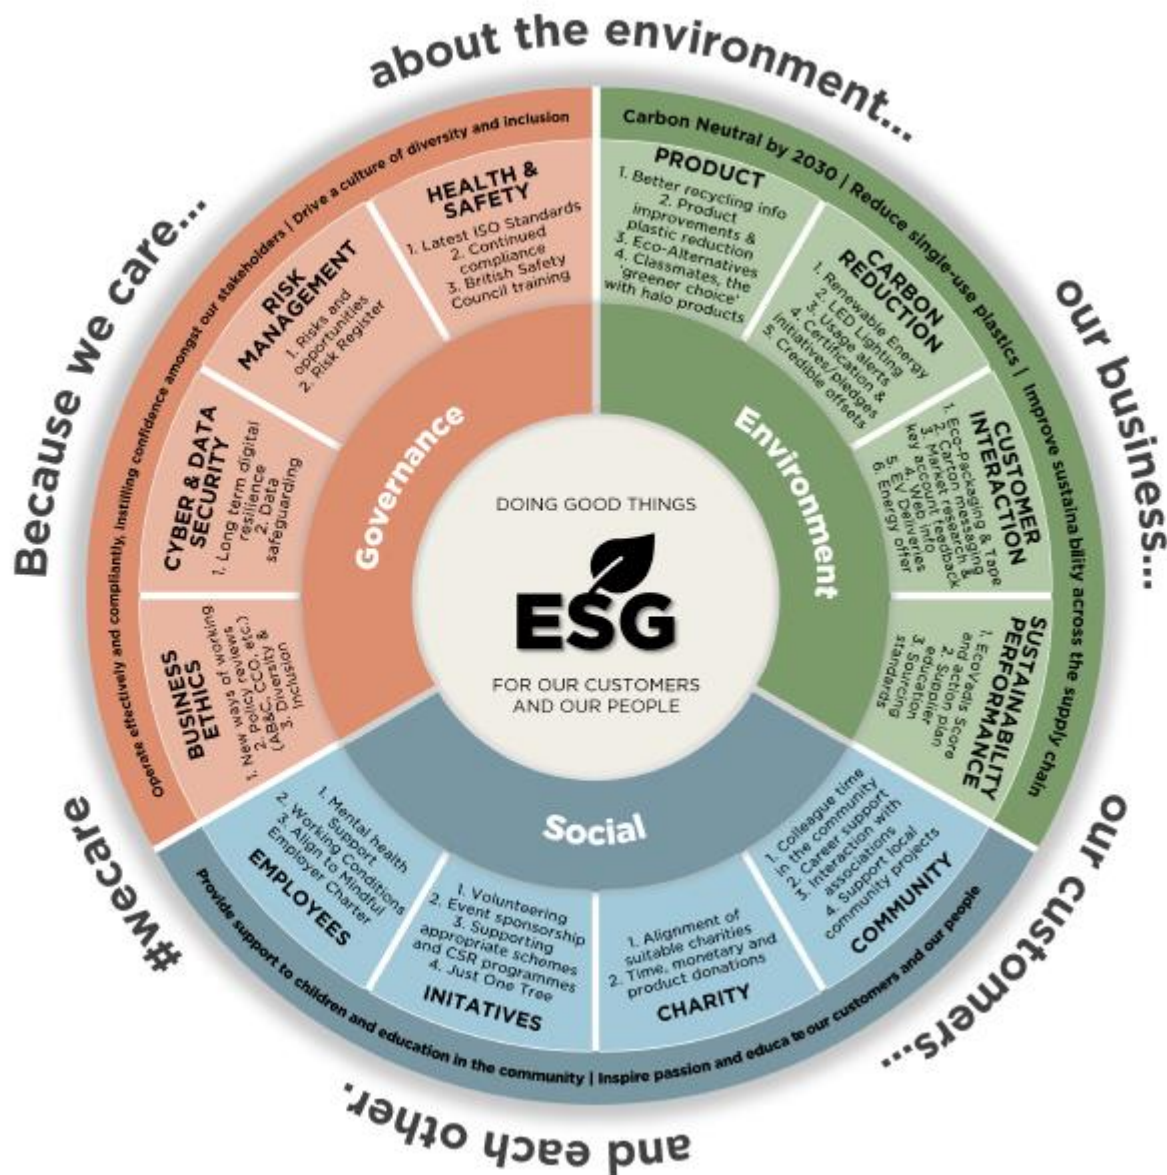 Because we care...
about the environment...
our business...
our customers...
and each other.
#wecare
DOING GOOD THINGS
ESG
FOR OUR CUSTOMERS
AND OUR PEOPLE
Environment
Carbon Neutral by 2030 | Reduce single-use plastics | Improve sustainability across the supply chain
PRODUCT
1. Better recycling info
2. Product
improvements &
plastic reduction
3. Eco-Alternatives
4. Classmates, the
'greener choice'
with halo products
CARBON
REDUCTION
1. Renewable Energy
2. LED Lighting
3. Usage alerts
4. Certification &
initiatives/pledges
5. Credible offsets
CUSTOMER
INTERACTION
1. Eco-Packaging & Tape
2. Carton messaging
3. Market research &
key account feedback
4. Web info
5. EV Deliveries
6. Energy offer
SUSTAINABILITY
PERFORMANCE
1. EcoVadis Score
and action plan
2. Supplier
education
3. Sourcing
standards
Social
Provide support to children and education in the community | Inspire passion and educate our customers and our people
COMMUNITY
1. Colleague time
in the community
2. Career support
3. Interaction with
associations
4. Support local
community projects
CHARITY
1. Alignment of
suitable charities
2. Time, monetary and
product donations
INITATIVES
1. Volunteering
2. Event sponsorship
3. Supporting
appropriate schemes
and CSR programmes
4. Just One Tree
EMPLOYEES
1. Mental health
Support
2. Working Conditions
3. Align to Mindful
Employer Charter
Governance
operate effectively and compliantly, instilling confidence amongst our stakeholders | Drive a culture of diversity and inclusion
BUSINESS
ETHICS
1. New ways of working
2. Policy reviews
(AB&C, CCO, etc.)
3. Diversity &
Inclusion
CYBER & DATA
SECURITY
1. Long term digital
resilience
2. Data
safeguarding
RISK
MANAGEMENT
1. Risks and
opportunities
2. Risk Register
HEALTH &
SAFETY
1. Latest ISO Standards
2. Continued
compliance
3. British Safety
Council training